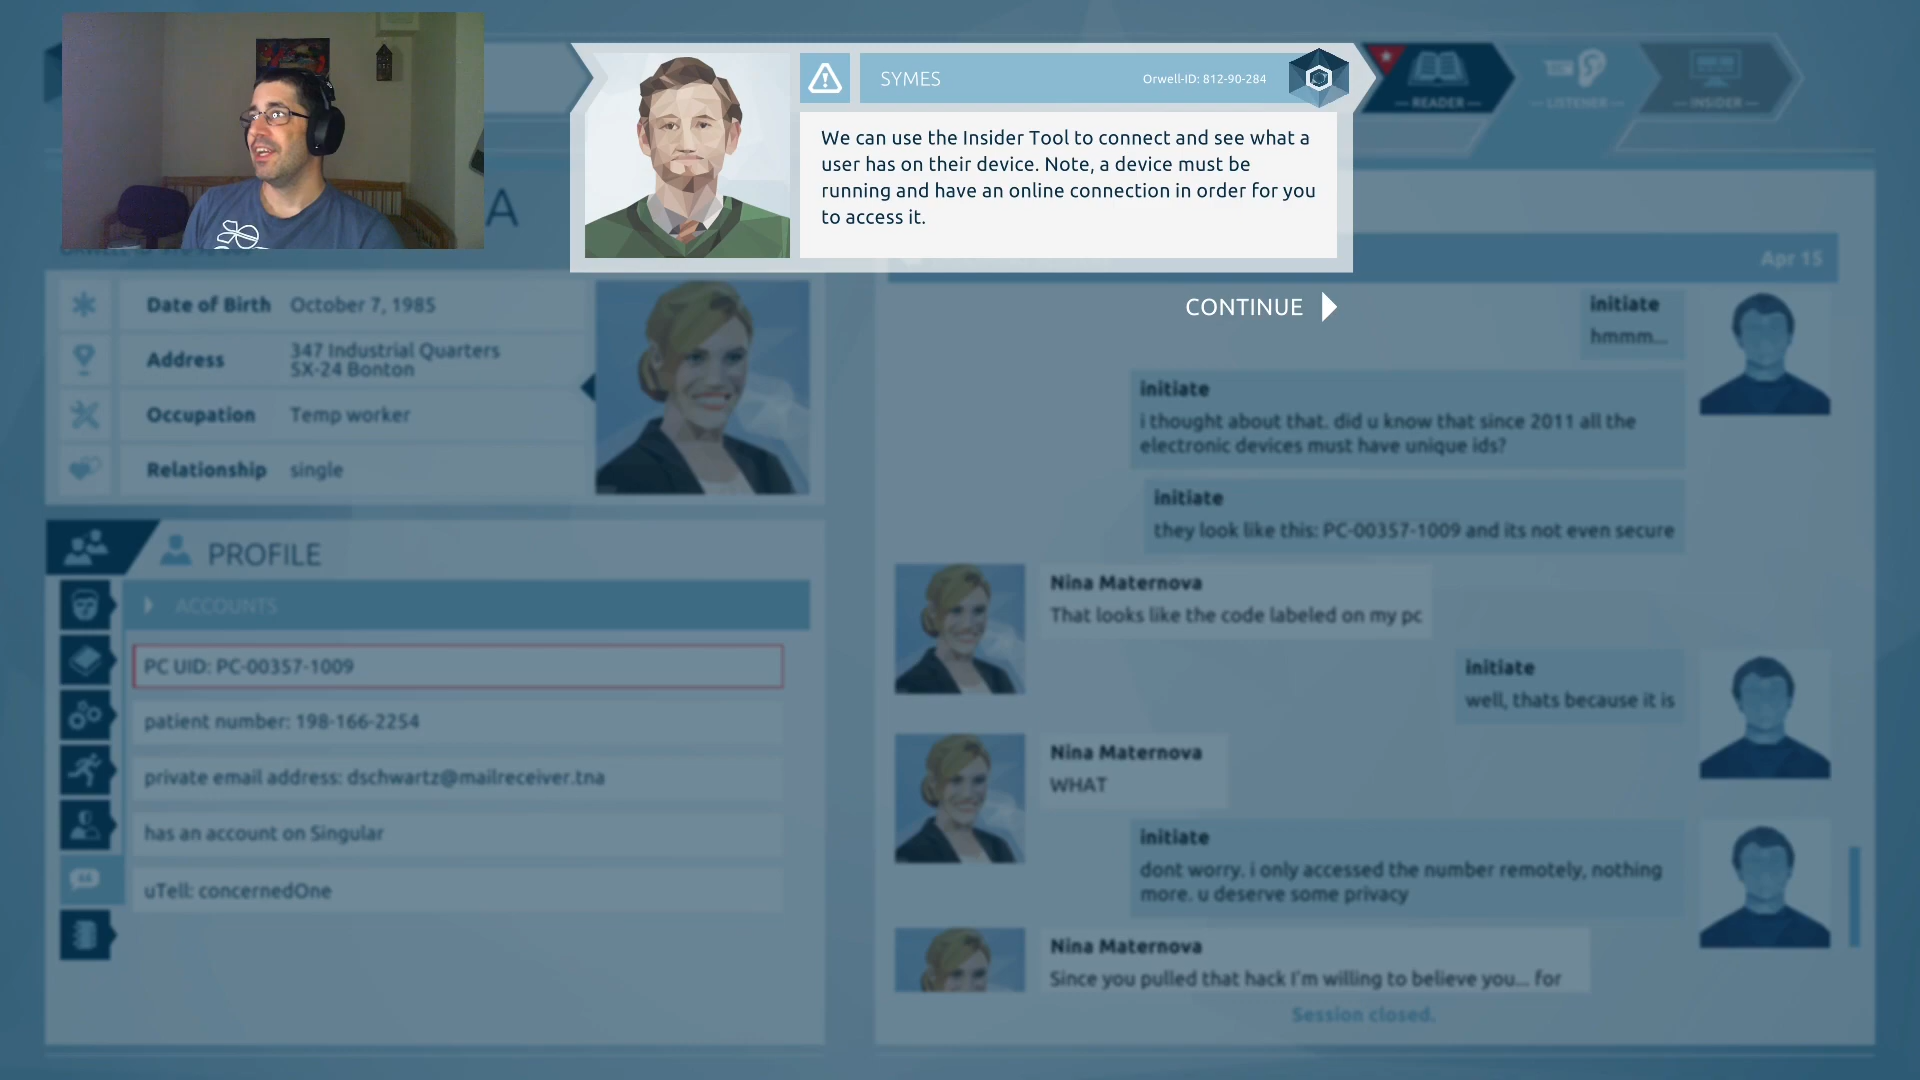 SYMES
Orwell-ID: 812-90-284
We can use the Insider Tool to connect and see what a
user has on their device. Note, a device must be
running and have an online connection in order for you
to access it.
CONTINUE
READER
LISTENER
INSIDER
A
Date of Birth October 7, 1985
Address 347 Industrial Quarters
SX-24 Bonton
Occupation Temp worker
Relationship single
PROFILE
ACCOUNTS
PC UID: PC-00357-1009
patient number: 198-166-2254
private email address: dschwartz@mailreceiver.tna
has an account on Singular
uTell: concernedOne
Apr 15
initiate
hmmm...
initiate
i thought about that. did u know that since 2011 all the
electronic devices must have unique ids?
initiate
they look like this: PC-00357-1009 and its not even secure
Nina Maternova
That looks like the code labeled on my pc
initiate
well, thats because it is
Nina Maternova
WHAT
initiate
dont worry. i only accessed the number remotely, nothing
more. u deserve some privacy
Nina Maternova
Since you pulled that hack I'm willing to believe you... for
Session closed.